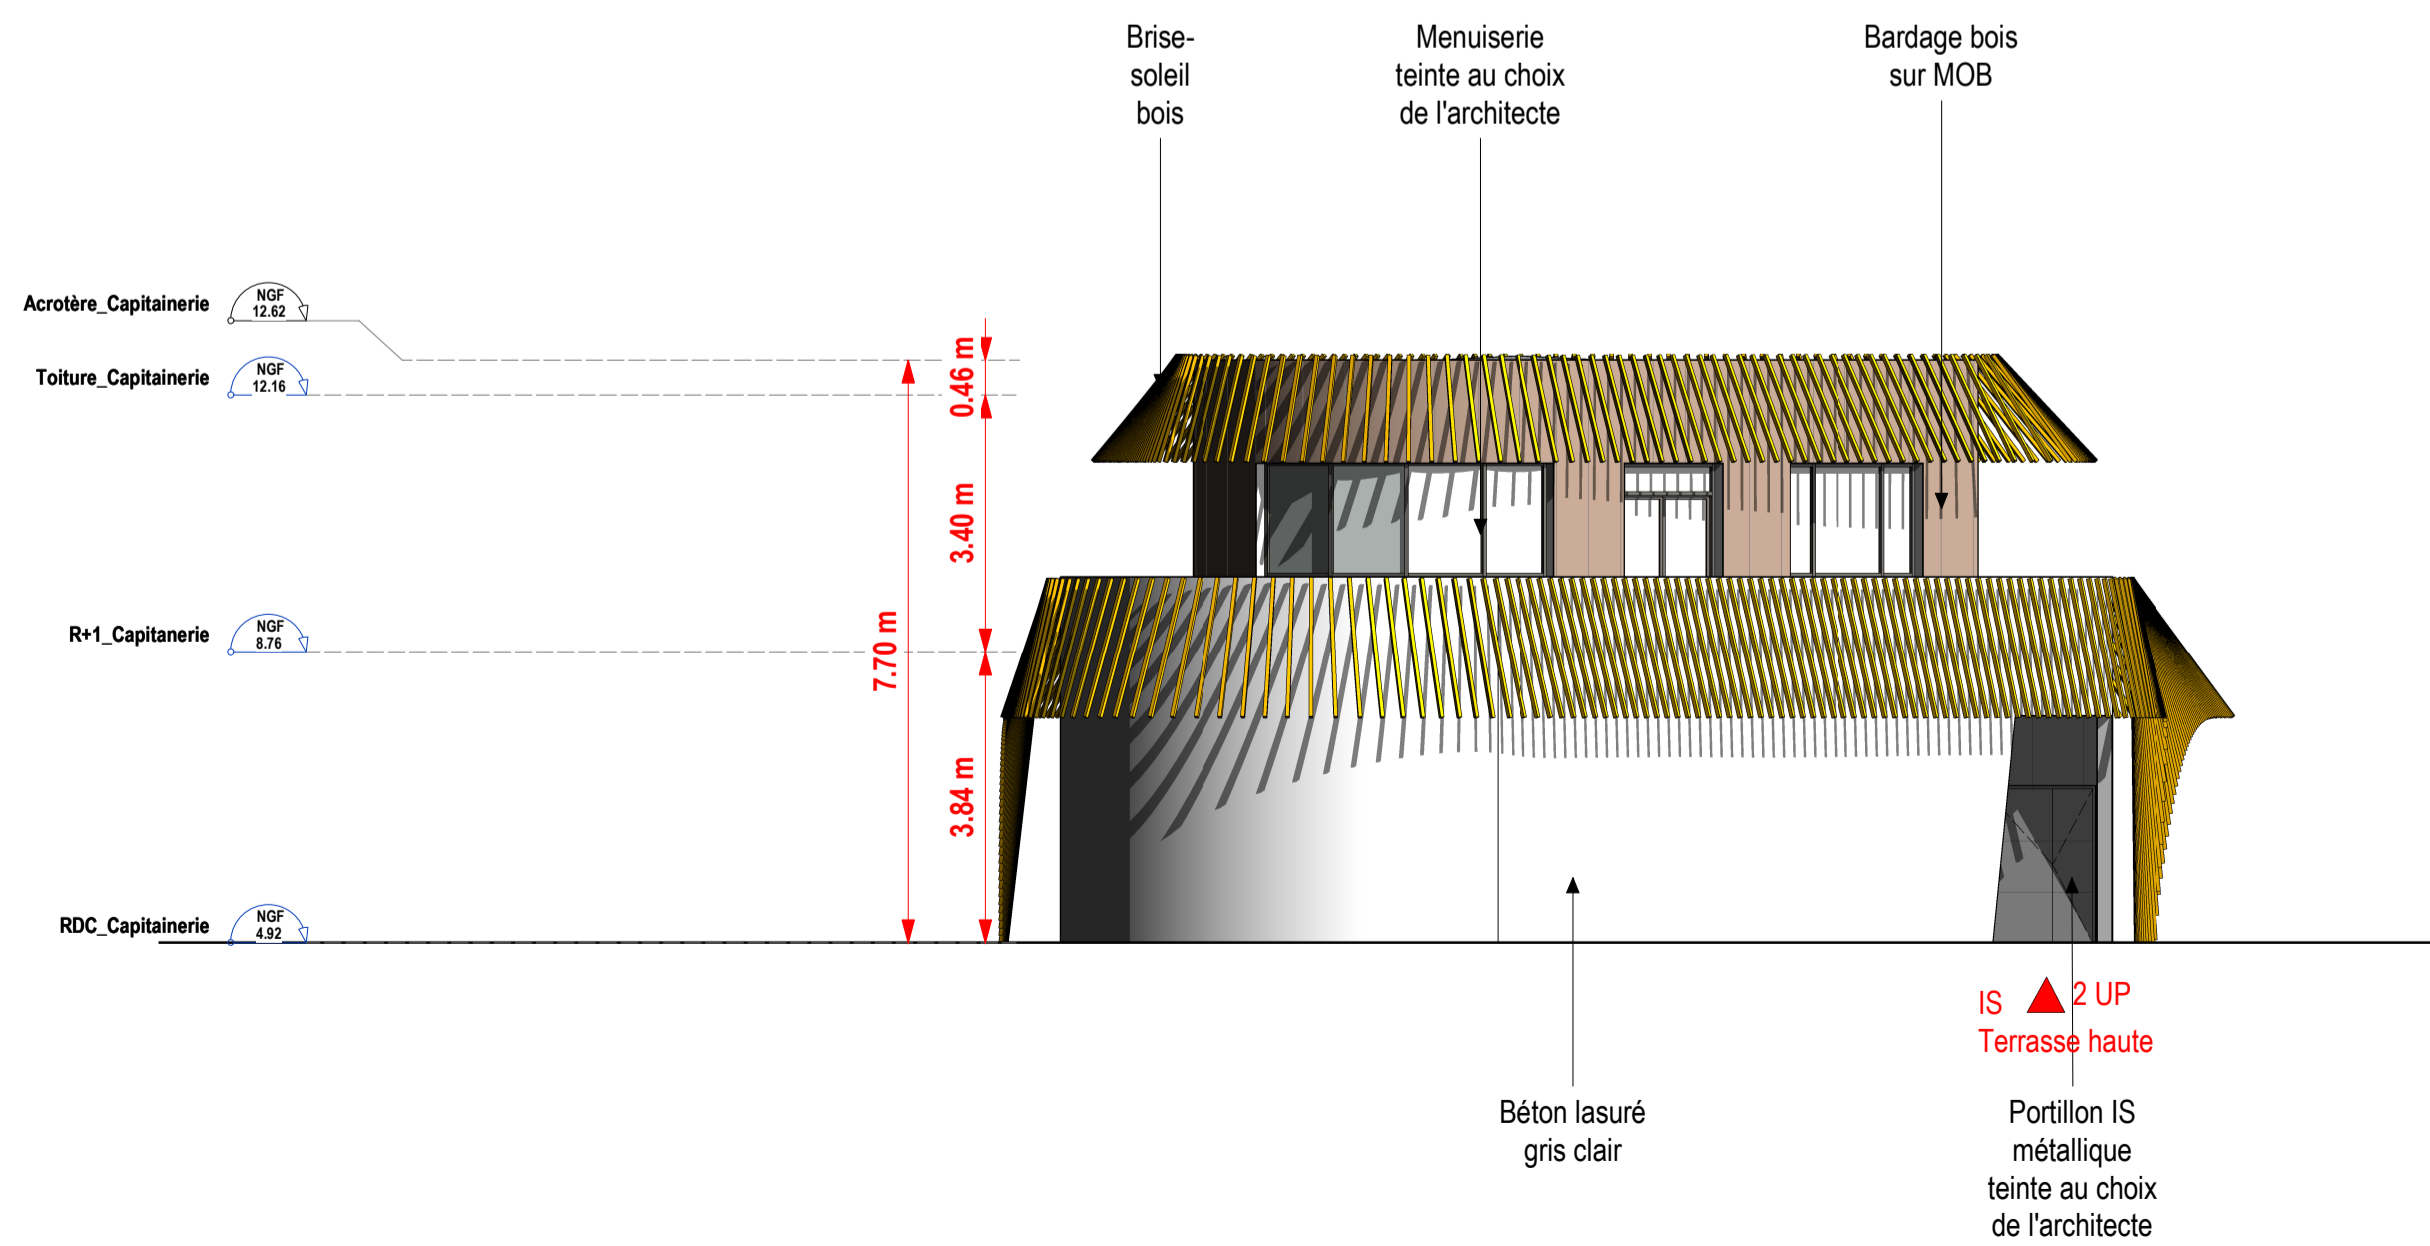 Brise-
soleil
bois
Menuiserie
teinte au choix
de l'architecte
Bardage bois
sur MOB
Acrotère_Capitainerie
NGF
12.62
Toiture_Capitainerie
NGF
12.16
R+1_Capitanerie
NGF
8.76
RDC_Capitainerie
NGF
4.92
0.46 m
3.40 m
7.70 m
3.84 m
IS
2 UP
Terrasse haute
Béton lasuré
gris clair
Portillon IS
métallique
teinte au choix
de l'architecte